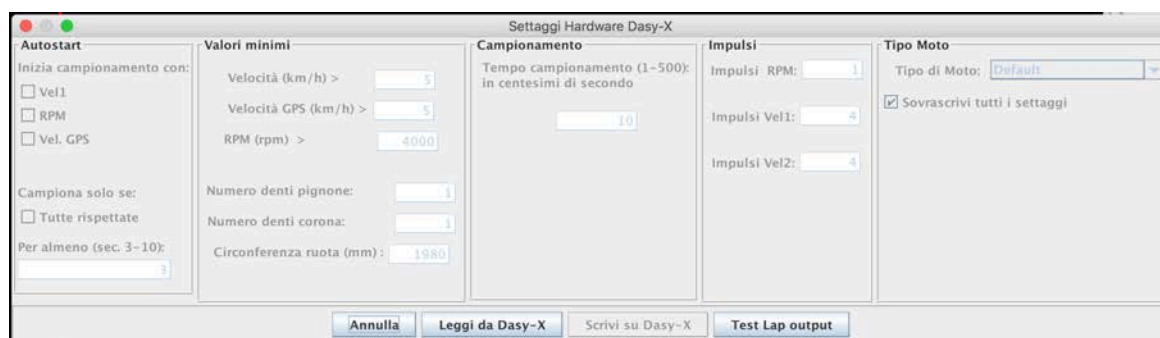 Settaggi Hardware Dasy-X
Autostart
Inizia campionamento con:
Vel1
RPM
Vel. GPS
Campiona solo se:
Tutte rispettate
Per almeno (sec. 3-10):
3
Valori minimi
Velocità (km/h) > 5
Velocità GPS (km/h) > 5
RPM (rpm) > 4000
Numero denti pignone: 1
Numero denti corona: 1
Circonferenza ruota (mm) : 1980
Campionamento
Tempo campionamento (1-500):
in centesimi di secondo
10
Impulsi
Impulsi RPM: 1
Impulsi Vel1: 4
Impulsi Vel2: 4
Tipo Moto
Tipo di Moto: Default
Sovrascrivi tutti i settaggi
Annulla Leggi da Dasy-X Scrivi su Dasy-X Test Lap output